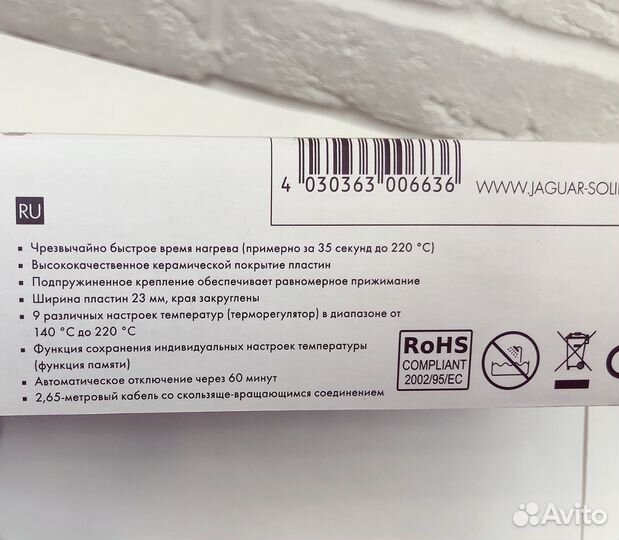 4 030363 006636
WWW.JAGUAR-SOLI
RU
▪ Чрезвычайно быстрое время нагрева (примерно за 35 секунд до 220 °C)
▪ Высококачественное керамической покрытие пластин
▪ Подпружиненное крепление обеспечивает равномерное прижимание
▪ Ширина пластин 23 мм, края закруглены
▪ 9 различных настроек температур (терморегулятор) в диапазоне от
140 °C до 220 °C
▪ Функция сохранения индивидуальных настроек температуры
(функция памяти)
▪ Автоматическое отключение через 60 минут
▪ 2,65-метровый кабель со скользяще-вращающимся соединением
RoHS
COMPLIANT
2002/95/EC
Avito